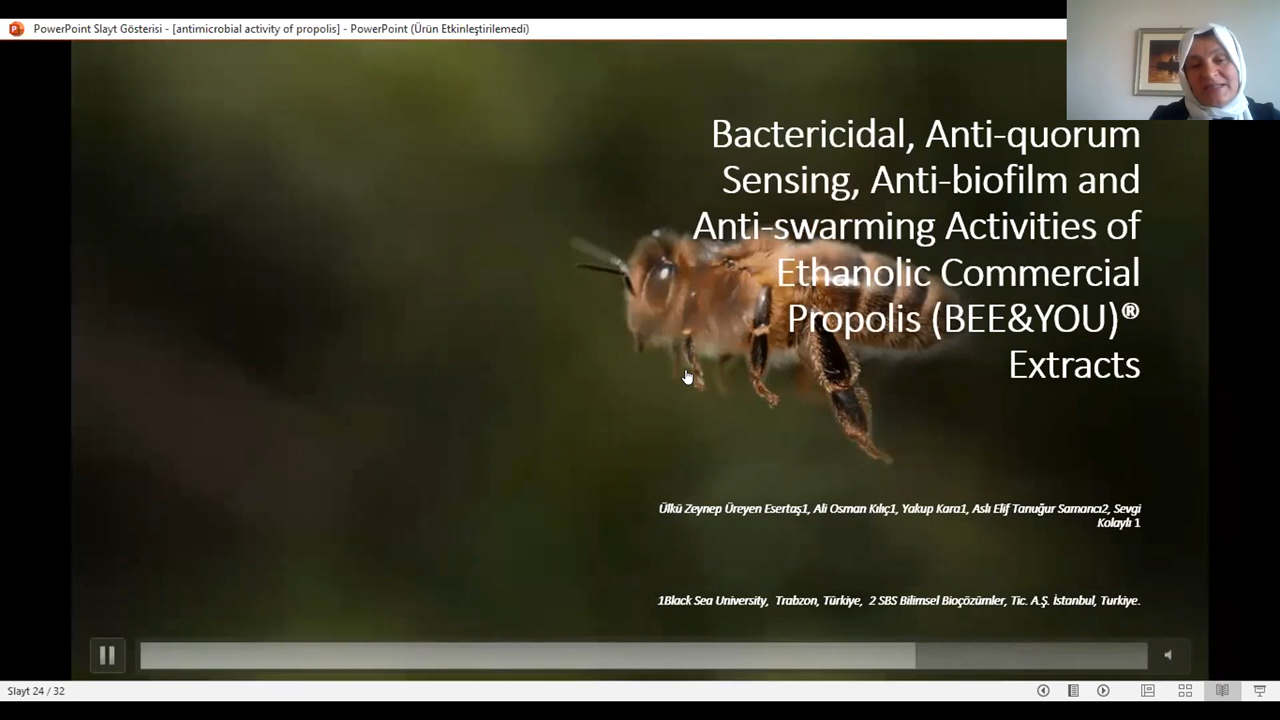 PowerPoint Slayt Gösterisi - [antimicrobial activity of propolis] - PowerPoint (Ürün Etkinleştirilemedi)
Bactericidal, Anti-quorum
Sensing, Anti-biofilm and
Anti-swarming Activities of
Ethanolic Commercial
Propolis (BEE&YOU)®
Extracts
Ülkü Zeynep Üreyen Esertaş1, Ali Osman Kılıç1, Yakup Kara1, Aslı Elif Tanuğur Samancı2, Sevgi
Kolaylı 1
1Black Sea University, Trabzon, Türkiye, 2 SBS Bilimsel Bioçözümler, Tic. A.Ş. İstanbul, Turkiye.
Slayt 24 / 32